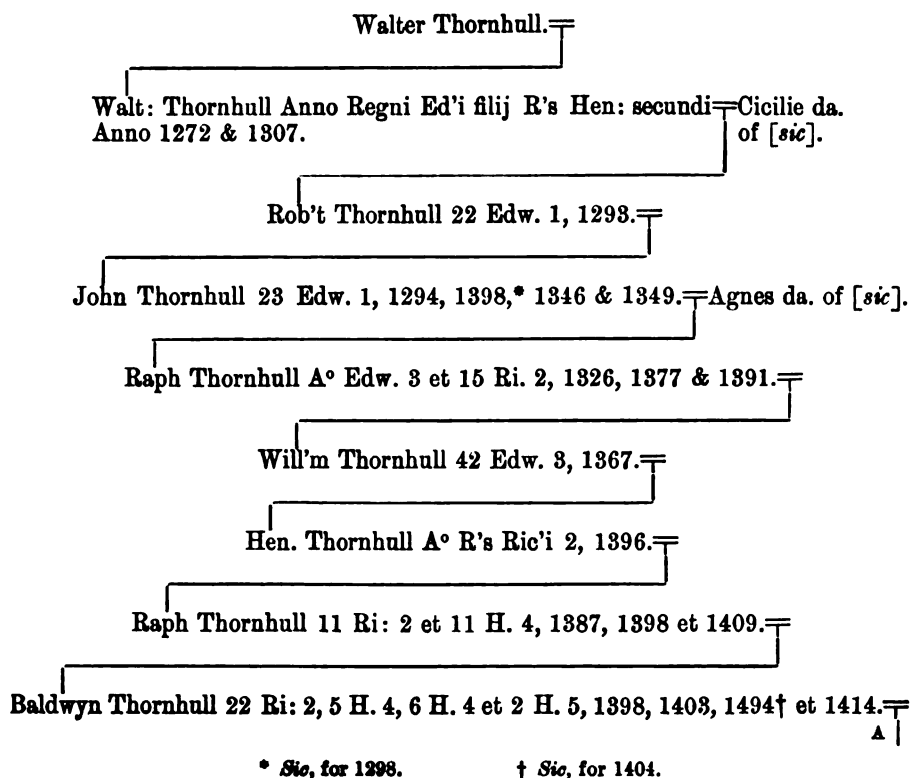 Walter Thornhull.
Walt: Thornhull Anno Regni Ed'i filij R's Hen: secundi=Cicilie da.
Anno 1272 & 1307. of [sic].
Rob't Thornhull 22 Edw. 1, 1293.
John Thornhull 23 Edw. 1, 1294, 1398,* 1346 & 1349.=Agnes da. of [sic].
Raph Thornhull Aº Edw. 3 et 15 Ri. 2, 1326, 1377 & 1391.
Will'm Thornhull 42 Edw. 3, 1367.
Hen. Thornhull Aº R's Ric'i 2, 1396.
Raph Thornhull 11 Ri: 2 et 11 H. 4, 1387, 1398 et 1409.
Baldwyn Thornhull 22 Ri: 2, 5 H. 4, 6 H. 4 et 2 H. 5, 1398, 1403, 1494† et 1414.
A
* Sic, for 1298. † Sic, for 1404.